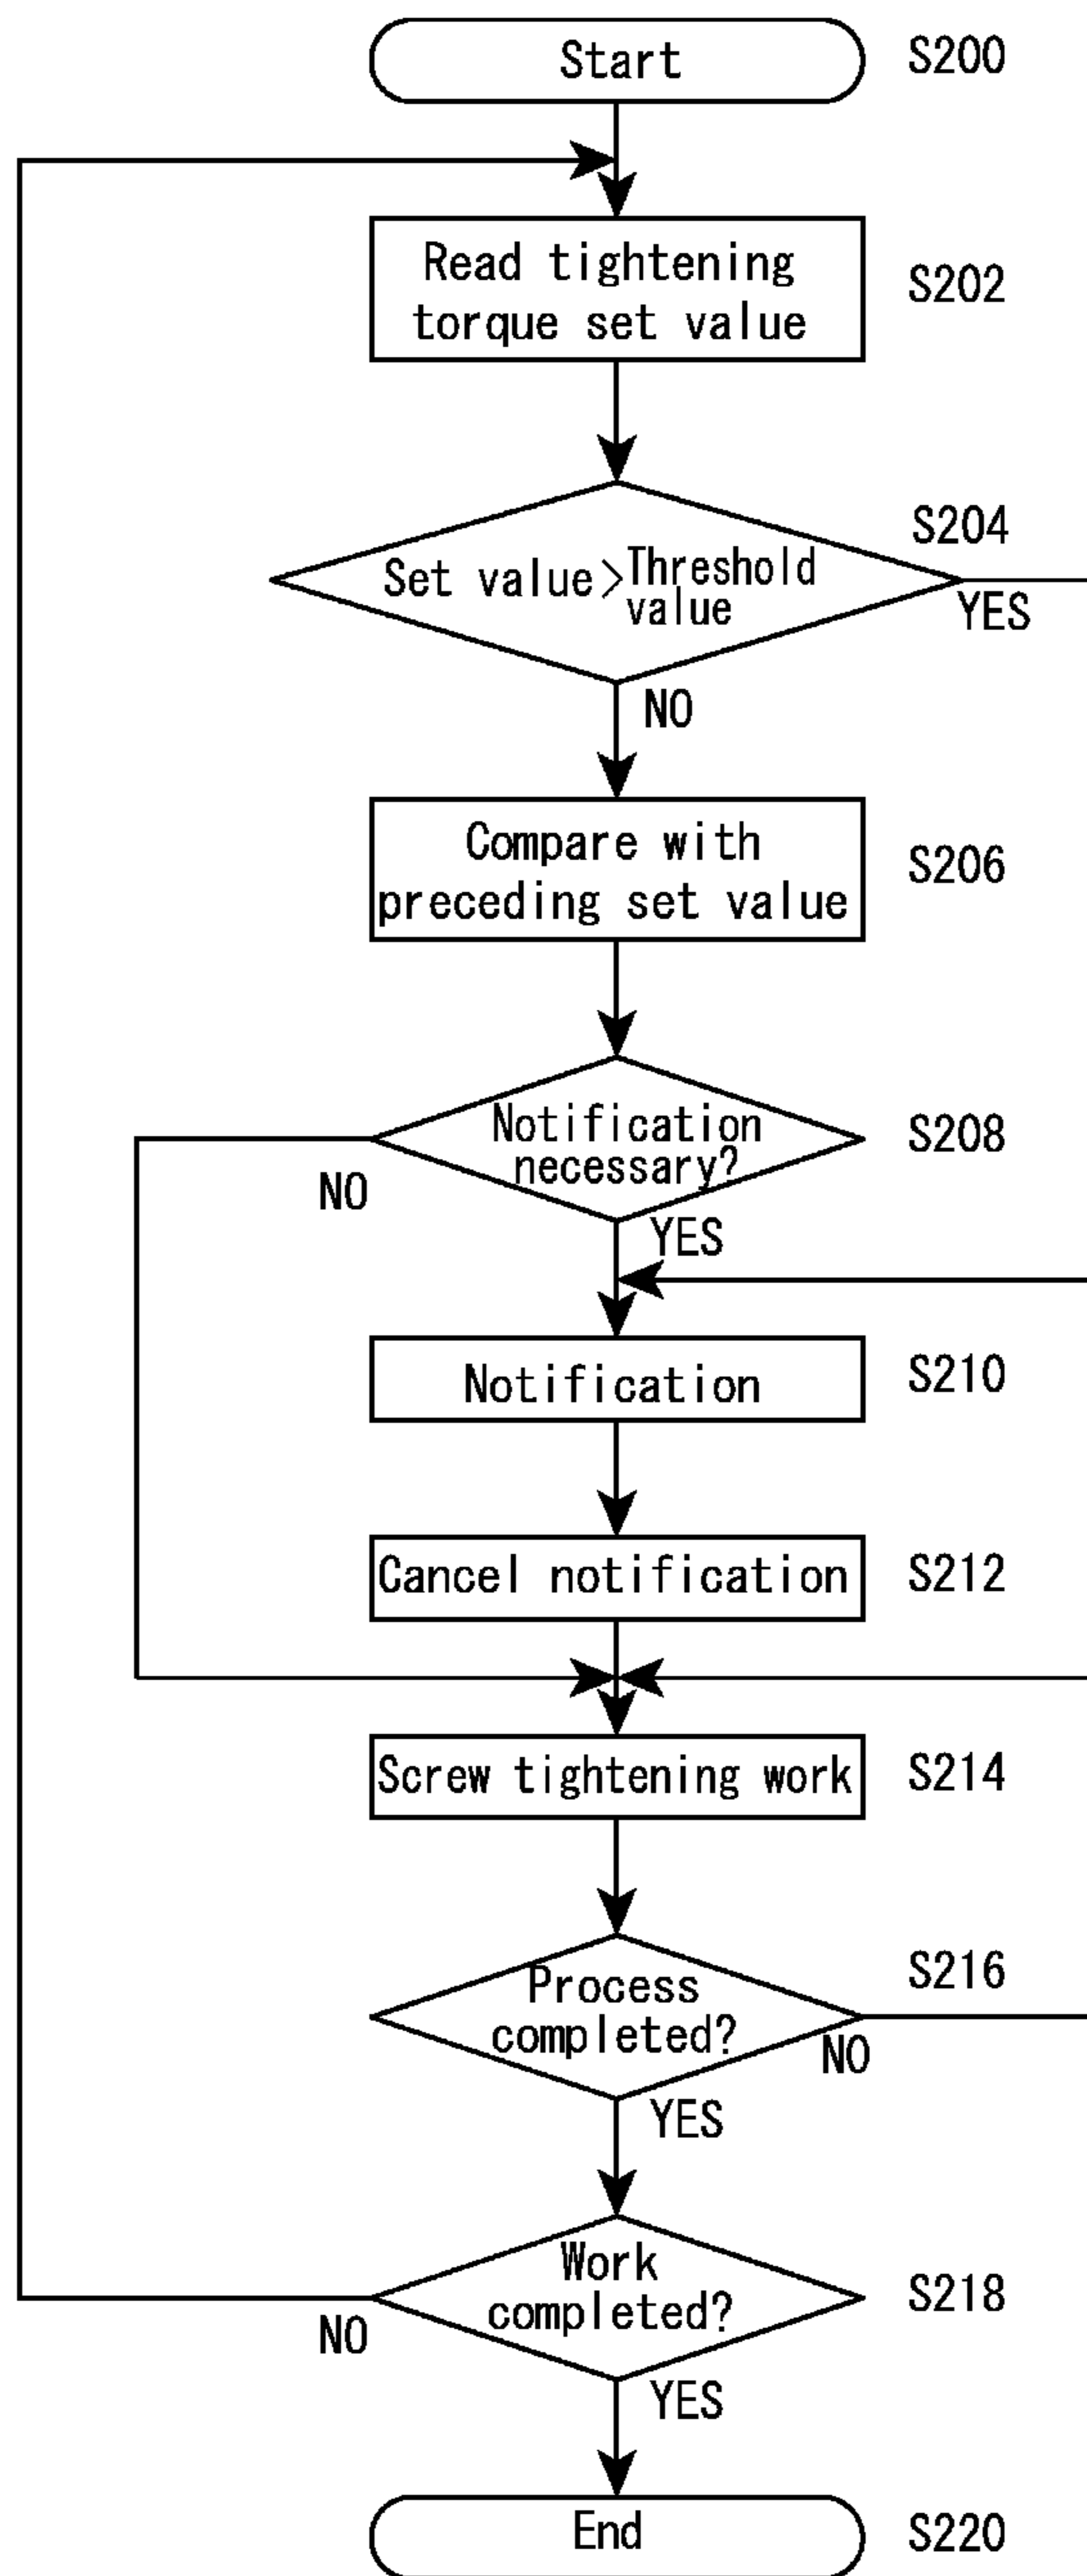 Start
S200
Read tightening
torque set value
S202
S204
Set value>Threshold
value
YES
NO
Compare with
preceding set value
S206
Notification
necessary?
S208
NO
YES
Notification
S210
Cancel notification
S212
Screw tightening work
S214
Process
completed?
S216
NO
YES
Work
completed?
S218
NO
YES
End
S220